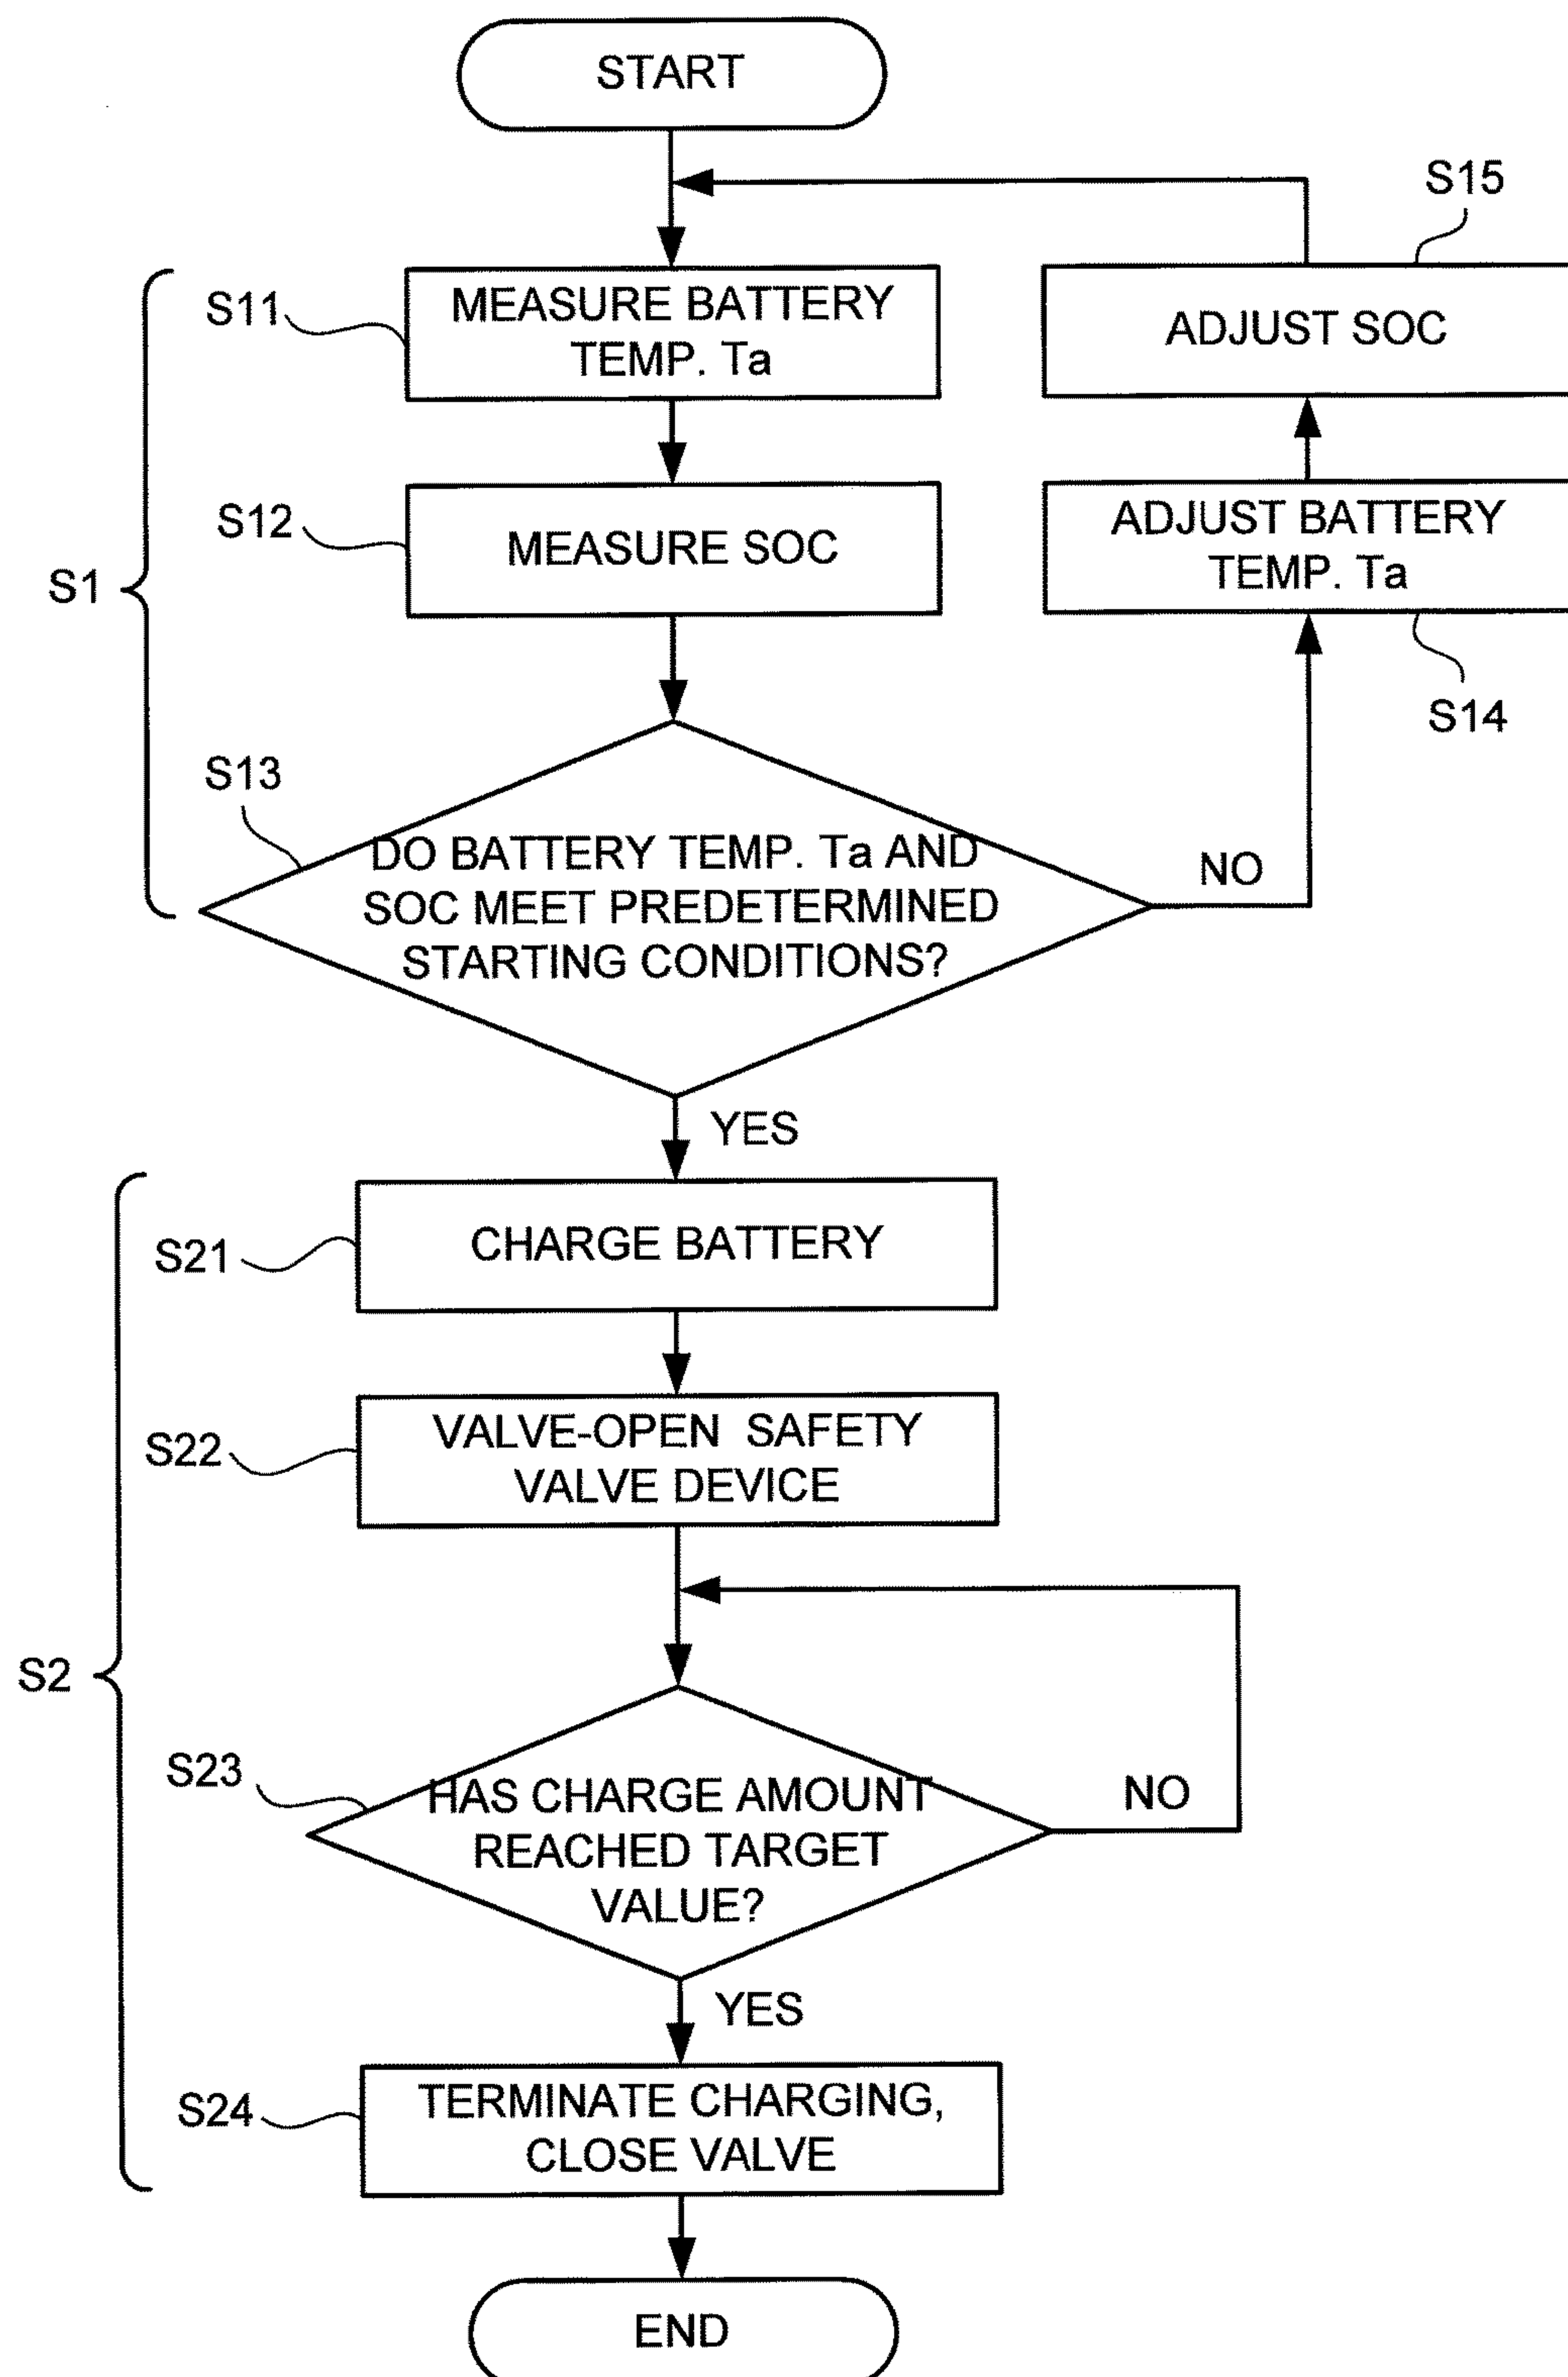 START
S15
S11
MEASURE BATTERY
TEMP. Ta
ADJUST SOC
S12
MEASURE SOC
ADJUST BATTERY
TEMP. Ta
S1
S14
S13
DO BATTERY TEMP. Ta AND
SOC MEET PREDETERMINED
STARTING CONDITIONS?
NO
YES
S21
CHARGE BATTERY
S22
VALVE-OPEN SAFETY
VALVE DEVICE
S2
S23
HAS CHARGE AMOUNT
REACHED TARGET
VALUE?
NO
YES
S24
TERMINATE CHARGING,
CLOSE VALVE
END